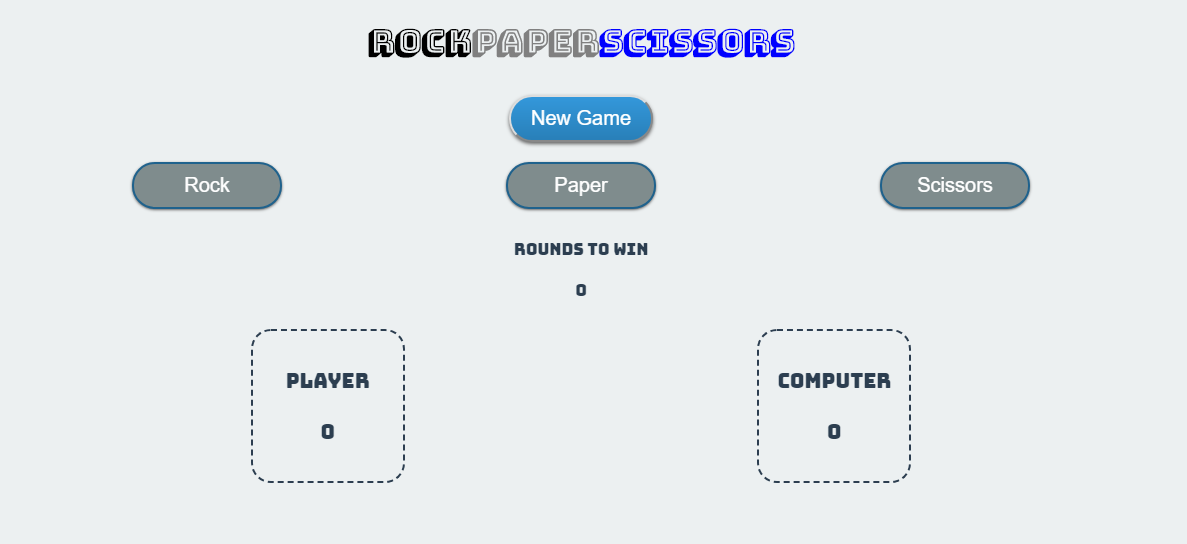 ROCKPAPERSCISSORS
New Game
Rock Paper Scissors
ROUNDS TO WIN
0
PLAYER COMPUTER
0 0